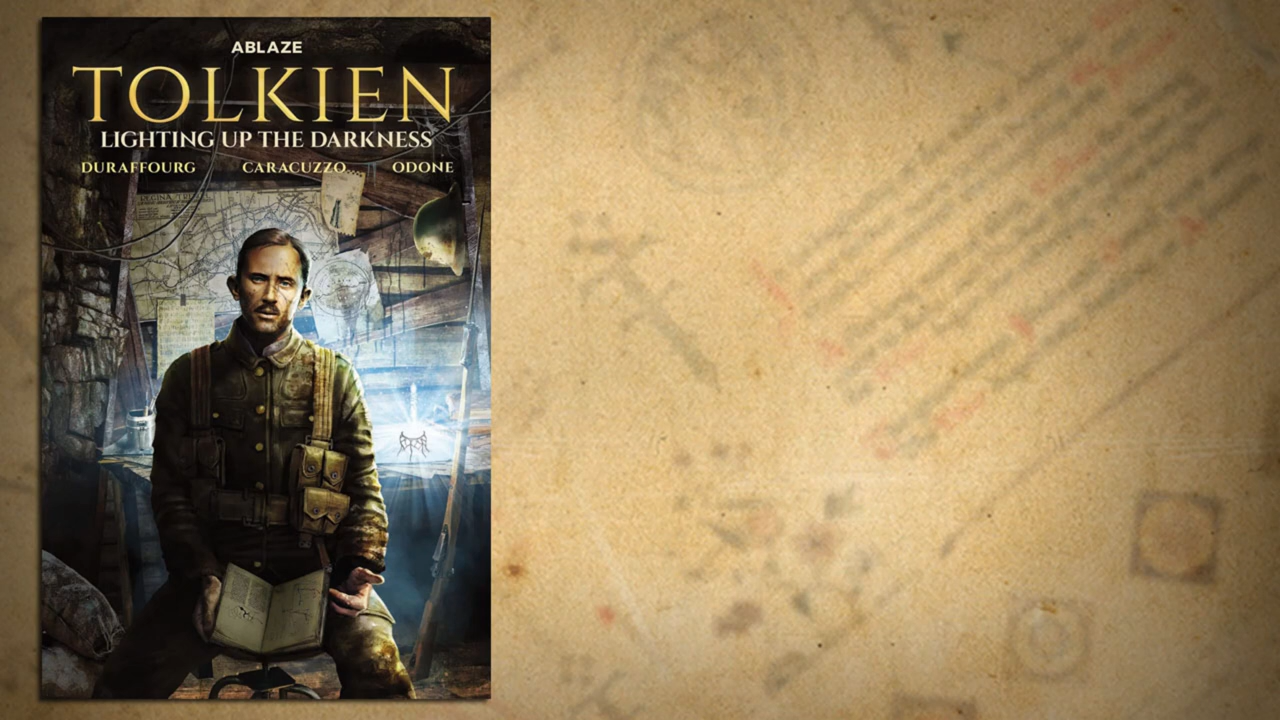 ABLAZE
TOLKIEN
LIGHTING UP THE DARKNESS
DURAFFOURG CARACUZZO ODONE